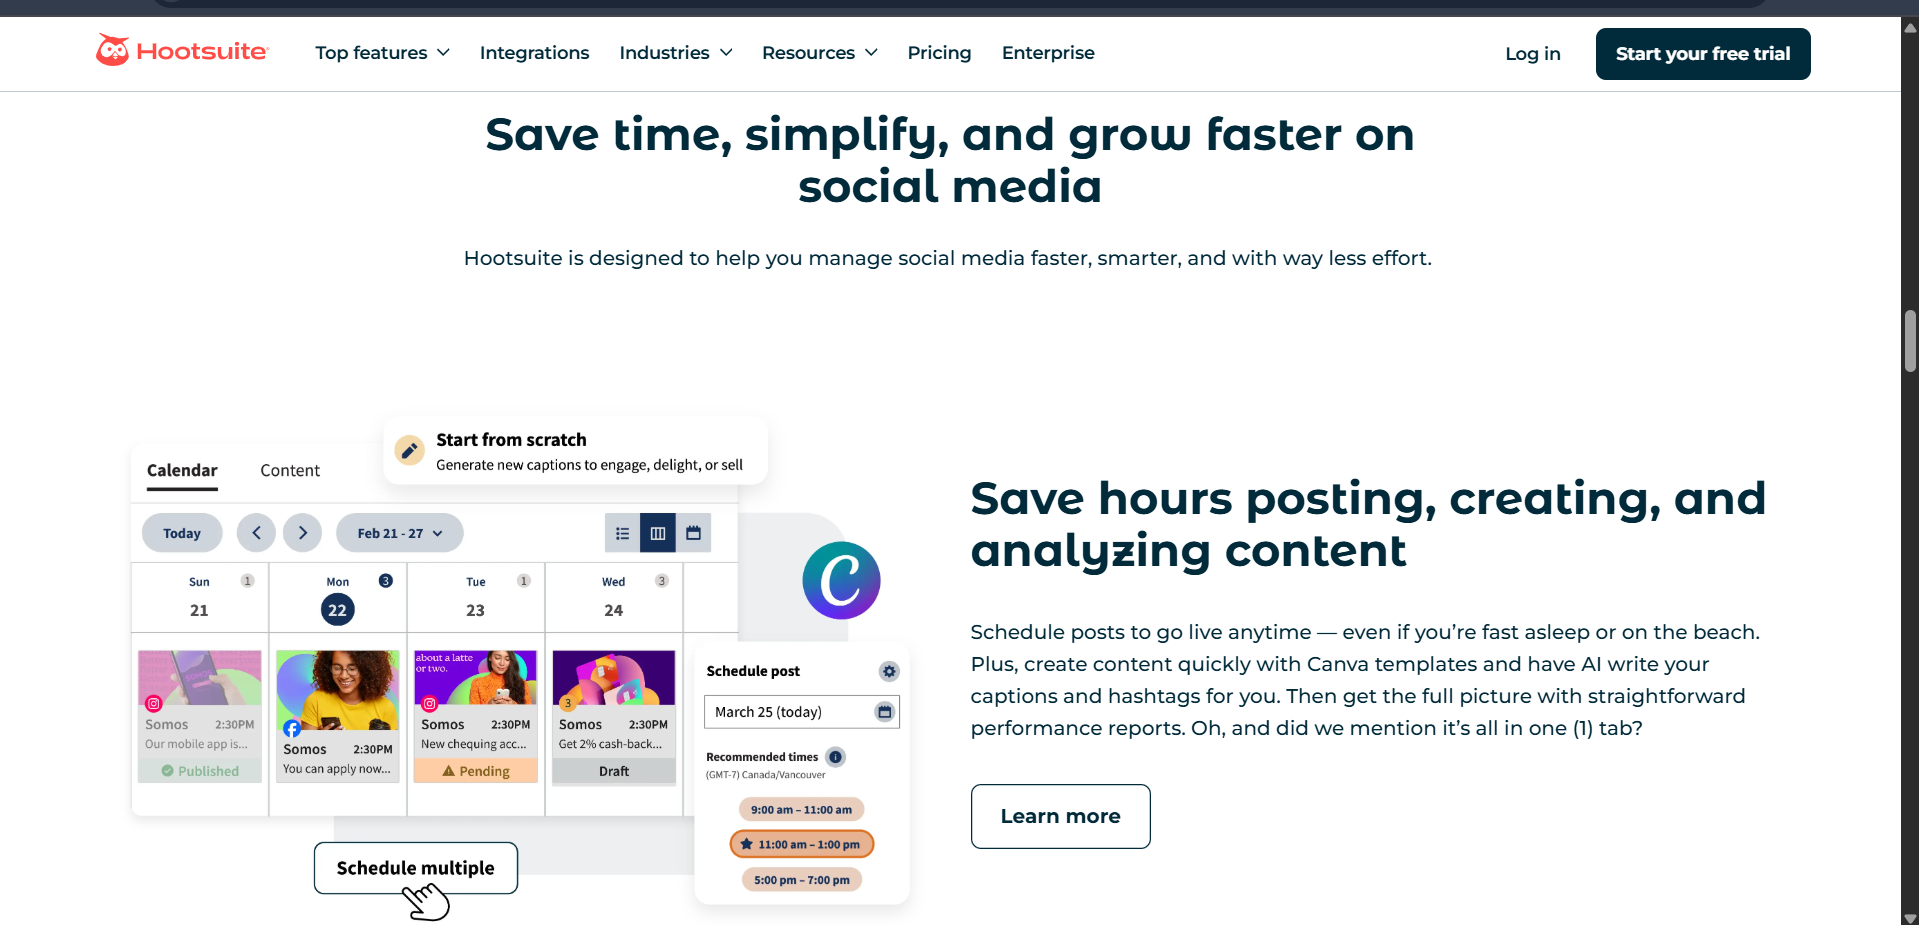 Hootsuite
Top features
Integrations
Industries
Resources
Pricing
Enterprise
Log in
Start your free trial
Save time, simplify, and grow faster on
social media
Hootsuite is designed to help you manage social media faster, smarter, and with way less effort.
Start from scratch
Generate new captions to engage, delight, or sell
Calendar
Content
Today
Feb 21 - 27
Sun
1
21
Mon
3
22
Tue
1
23
Wed
3
24
Somos 2:30PM
Our mobile app is...
Published
Somos 2:30PM
You can apply now...
about a latte
or two.
Somos 2:30PM
New chequing acc...
Pending
3
Somos 2:30PM
Get 2% cash-back...
Draft
C
Schedule post
March 25 (today)
Recommended times
(GMT-7) Canada/Vancouver
9:00 am – 11:00 am
11:00 am – 1:00 pm
5:00 pm – 7:00 pm
Schedule multiple
Save hours posting, creating, and
analyzing content
Schedule posts to go live anytime — even if you’re fast asleep or on the beach.
Plus, create content quickly with Canva templates and have AI write your
captions and hashtags for you. Then get the full picture with straightforward
performance reports. Oh, and did we mention it’s all in one (1) tab?
Learn more